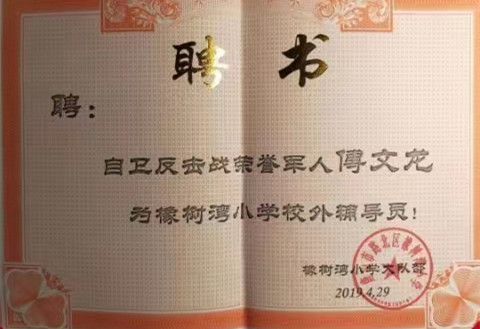 聘 书
聘：
自卫反击战荣誉军人傅文龙
为橡树湾小学校外辅导员！
橡树湾小学大队部
2019.4.29